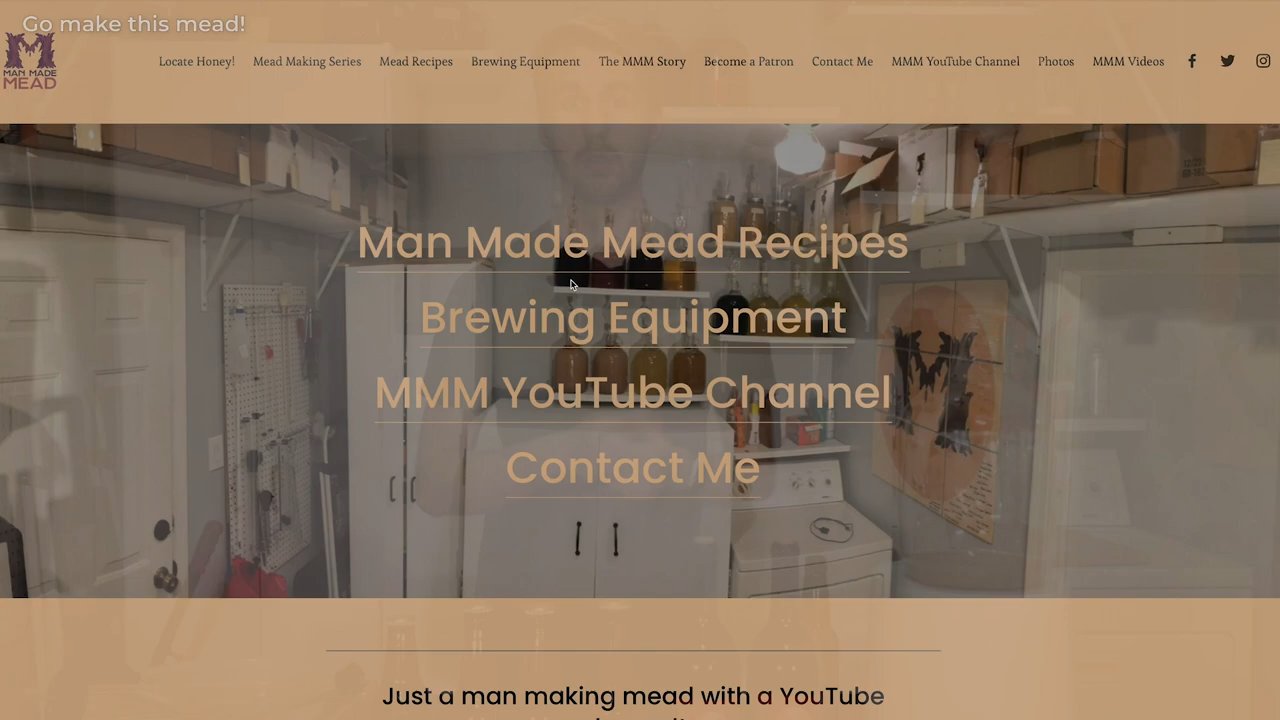 Go make this mead!
MAN MADE
MEAD
Locate Honey! Mead Making Series Mead Recipes Brewing Equipment The MMM Story Become a Patron Contact Me MMM YouTube Channel Photos MMM Videos
Man Made Mead Recipes
Brewing Equipment
MMM YouTube Channel
Contact Me
Just a man making mead with a YouTube